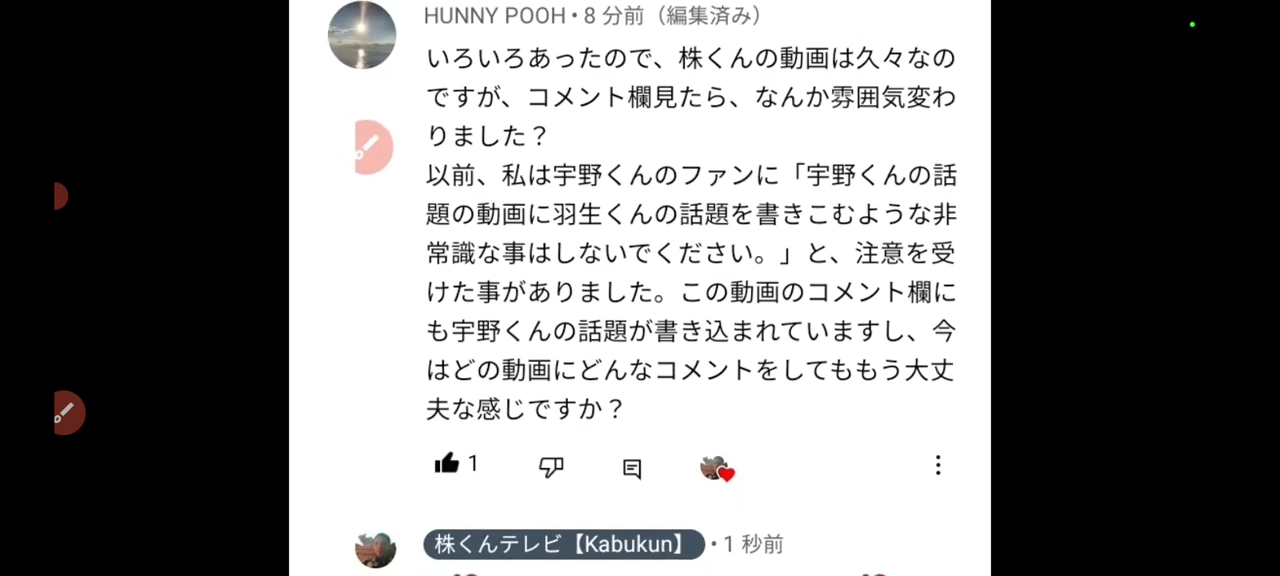 HUNNY POOH・8 分前（編集済み）
いろいろあったので、株くんの動画は久々なの
ですが、コメント欄見たら、なんか雰囲気変わ
りました？
以前、私は宇野くんのファンに「宇野くんの話
題の動画に羽生くんの話題を書きこむような非
常識な事はしないでください。」と、注意を受
けた事がありました。この動画のコメント欄に
も宇野くんの話題が書き込まれていますし、今
はどの動画にどんなコメントをしてももう大丈
夫な感じですか？
1
株くんテレビ【Kabukun】・1 秒前